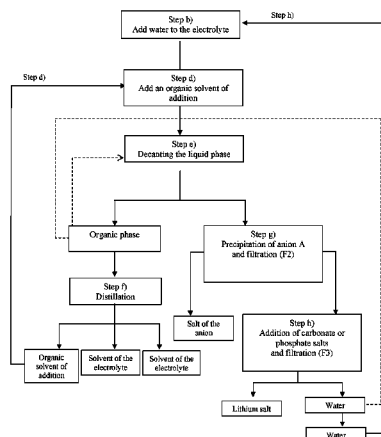 Step b)
Add water to the electrolyte
Step h)
Step d)
Step d)
Add an organic solvent of
addition
Step e)
Decanting the liquid phase
Organic phase
Step g)
Precipitation of anion A
and filtration (F2)
Step f)
Distillation
Salt of the
anion
Step h)
Addition of carbonate or
phosphate salts
and filtration (F3)
Organic
solvent of
addition
Solvent of the
electrolyte
Solvent of the
electrolyte
Lithium salt
Water
Water